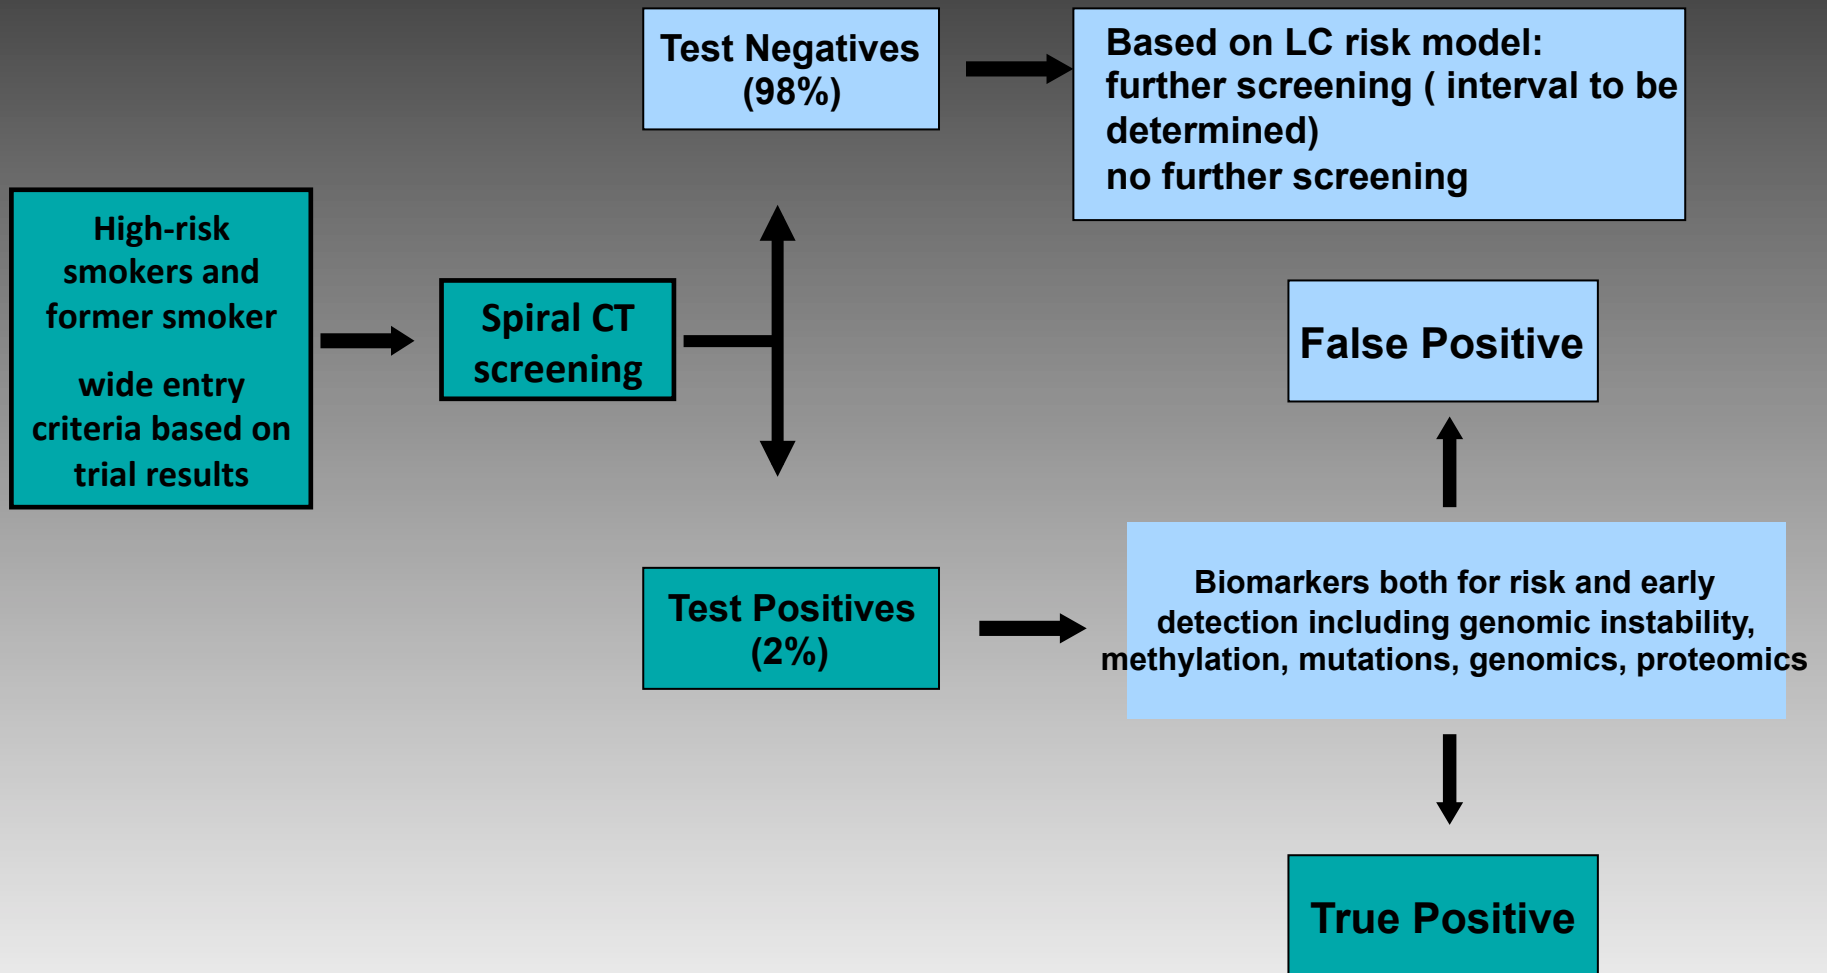 High-risk
smokers and
former smoker
wide entry
criteria based on
trial results
Spiral CT
screening
Test Negatives
(98%)
Based on LC risk model:
further screening ( interval to be
determined)
no further screening
Test Positives
(2%)
False Positive
Biomarkers both for risk and early
detection including genomic instability,
methylation, mutations, genomics, proteomics
True Positive